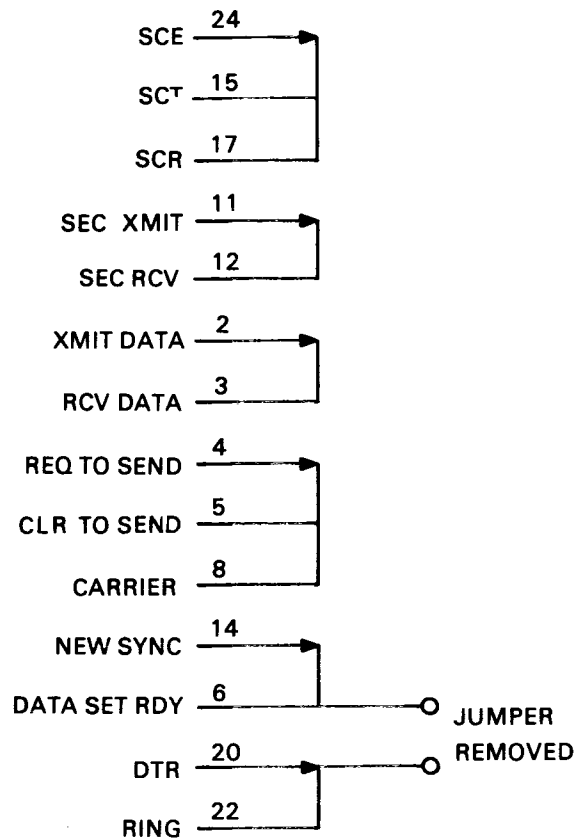 SCE 24
SCT 15
SCR 17
SEC XMIT 11
SEC RCV 12
XMIT DATA 2
RCV DATA 3
REQ TO SEND 4
CLR TO SEND 5
CARRIER 8
NEW SYNC 14
DATA SET RDY 6
JUMPER
REMOVED
DTR 20
RING 22